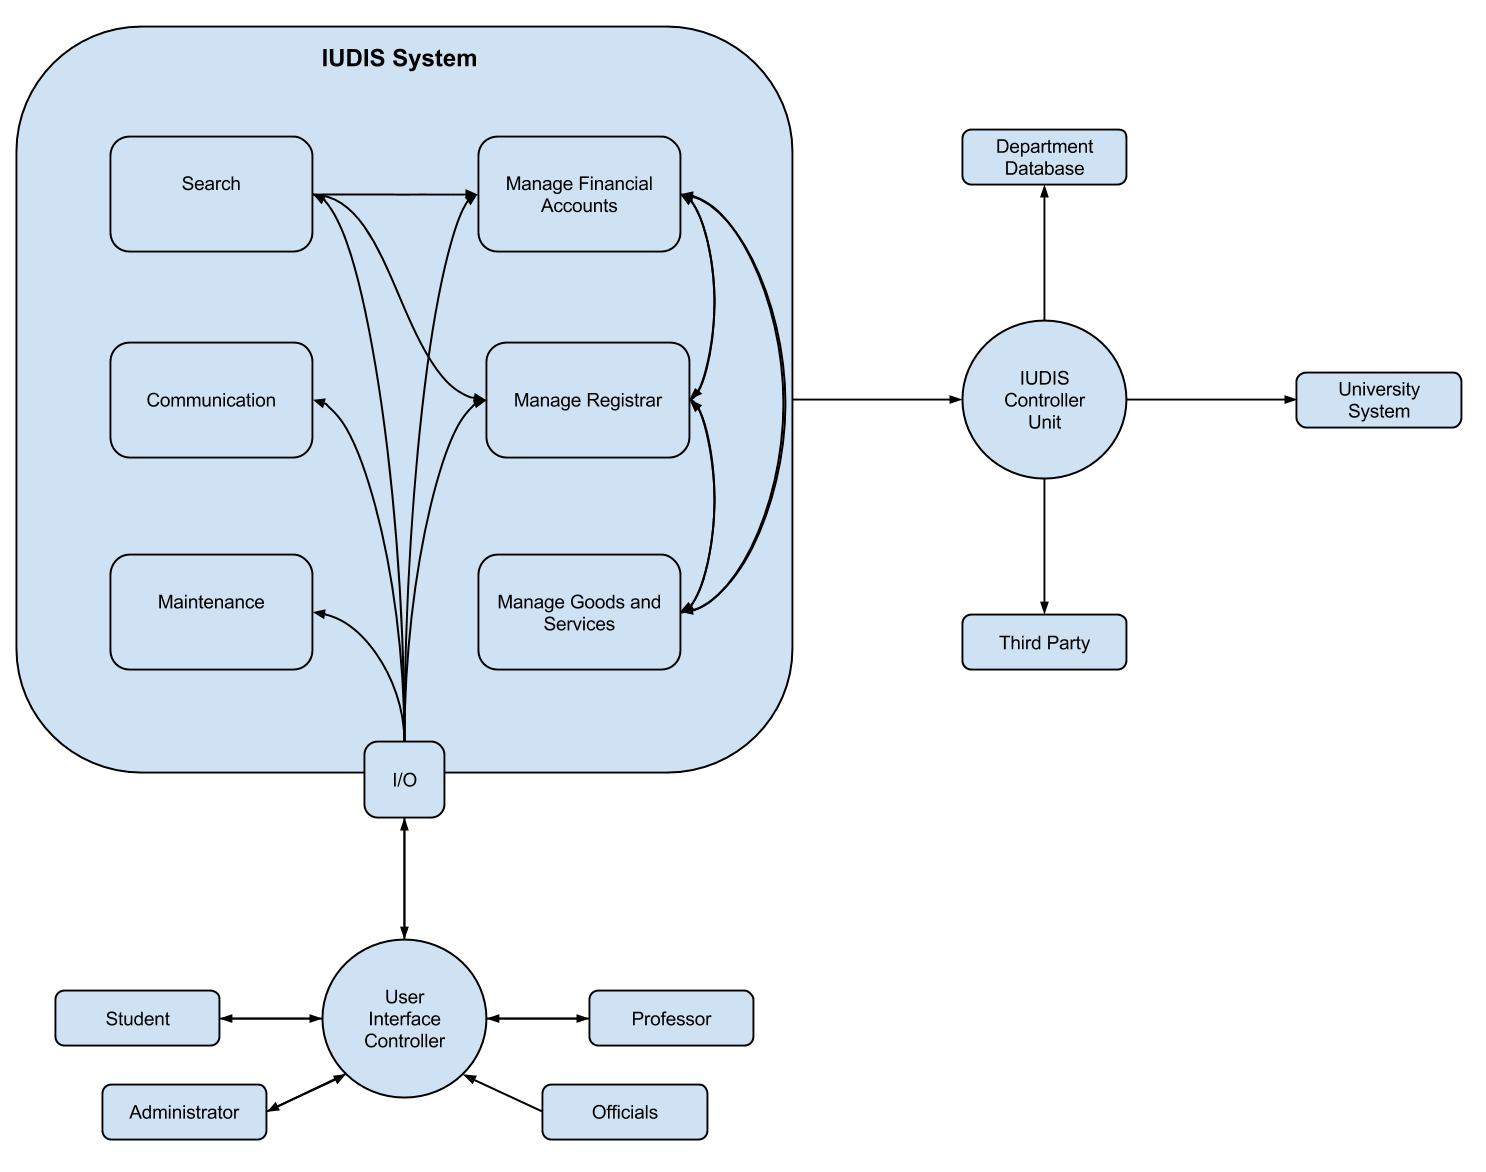 IUDIS System
Search
Manage Financial
Accounts
Communication
Manage Registrar
Maintenance
Manage Goods and
Services
I/O
Department
Database
IUDIS
Controller
Unit
University
System
Third Party
User
Interface
Controller
Student
Professor
Administrator
Officials